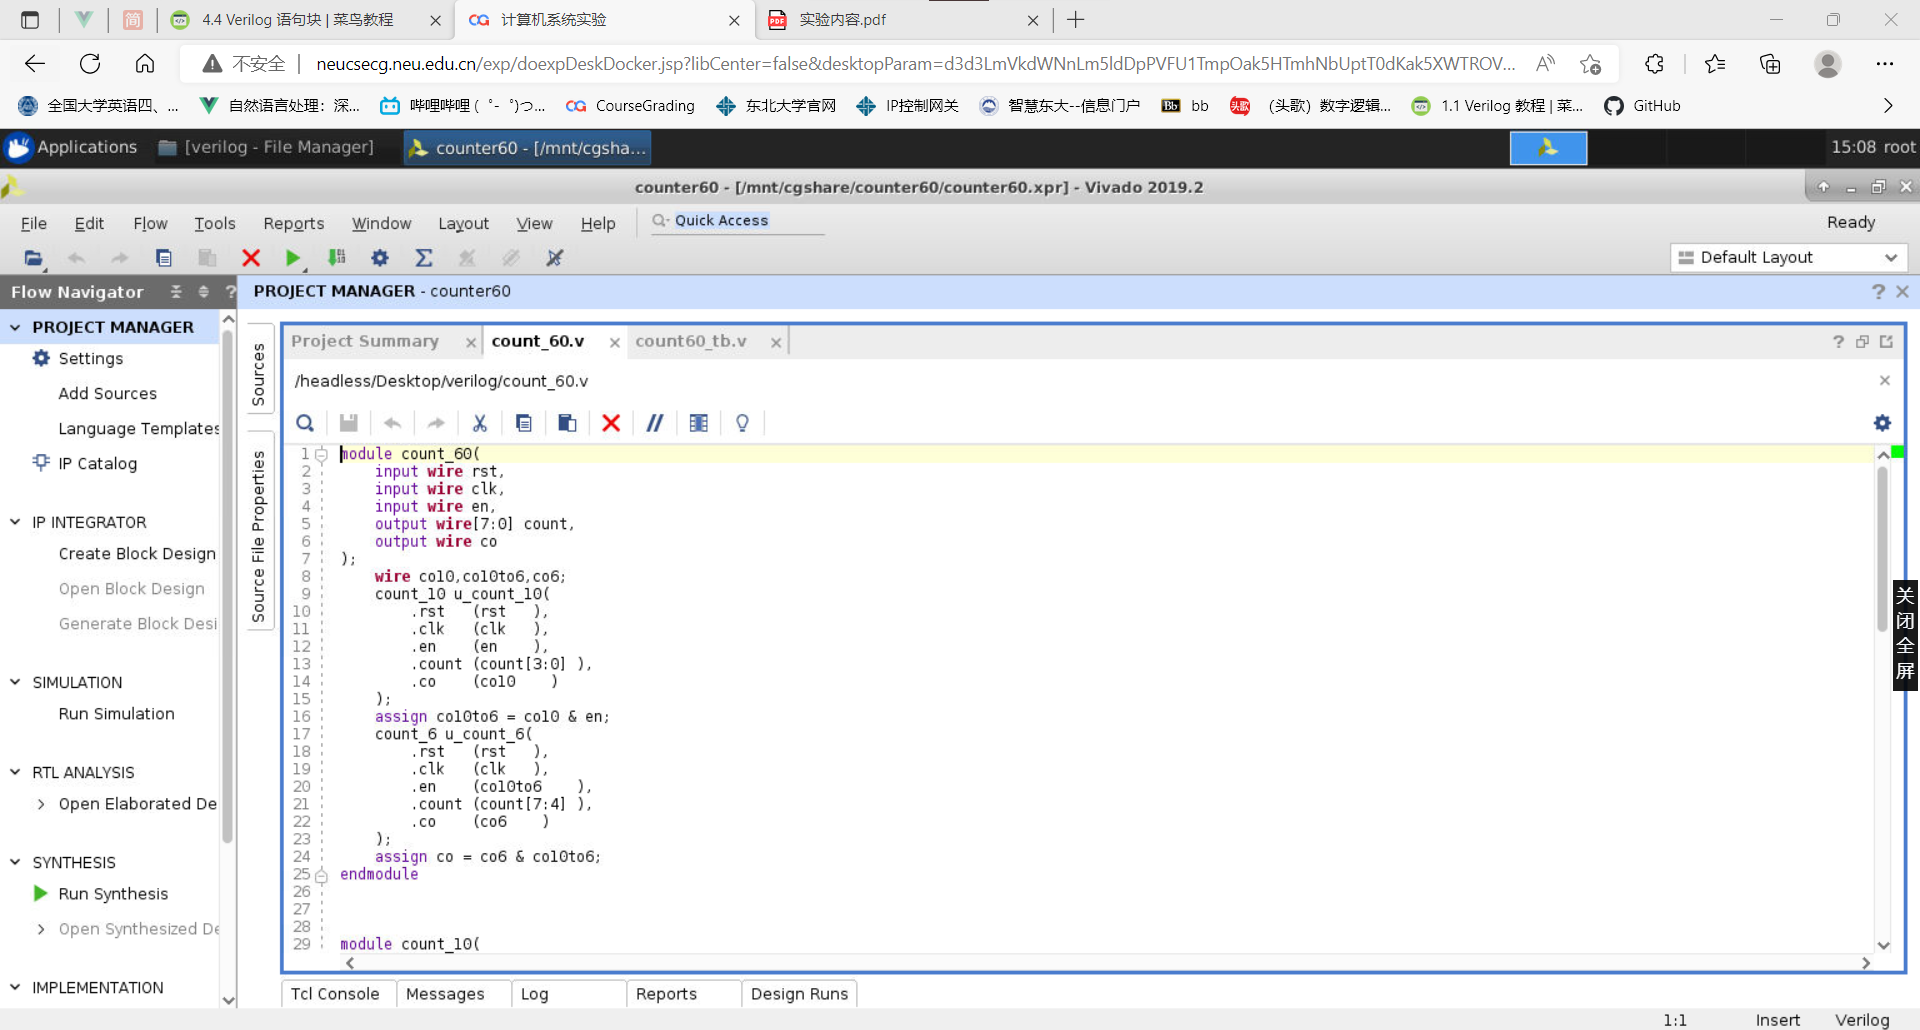 4.4 Verilog 语句块 | 菜鸟教程
计算机系统实验
实验内容.pdf
不安全 neucsecg.neu.edu.cn/exp/doexpDeskDocker.jsp?libCenter=false&desktopParam=d3d3LmVkdWNnLm5ldDpPVFU1TmpOak5HTmhNbUptT0dKak5XWTROV...
全国大学英语四、...
自然语言处理：深...
哔哩哔哩 (゜-゜)つ...
CourseGrading
东北大学官网
IP控制网关
智慧东大--信息门户
Bb bb
头歌 （头歌）数字逻辑...
1.1 Verilog 教程 | 菜...
GitHub
Applications
[verilog - File Manager]
counter60 - [/mnt/cgsha...
15:08 root
counter60 - [/mnt/cgshare/counter60/counter60.xpr] - Vivado 2019.2
File Edit Flow Tools Reports Window Layout View Help
Quick Access
Ready
Default Layout
Flow Navigator
PROJECT MANAGER - counter60
PROJECT MANAGER
Settings
Add Sources
Language Templates
IP Catalog
IP INTEGRATOR
Create Block Design
Open Block Design
Generate Block Desi
SIMULATION
Run Simulation
RTL ANALYSIS
Open Elaborated De
SYNTHESIS
Run Synthesis
Open Synthesized De
IMPLEMENTATION
Sources
Source File Properties
Project Summary
count_60.v
count60_tb.v
/headless/Desktop/verilog/count_60.v
1 module count_60(
2 input wire rst,
3 input wire clk,
4 input wire en,
5 output wire[7:0] count,
6 output wire co
7 );
8 wire co10,co10to6,co6;
9 count_10 u_count_10(
10 .rst (rst ),
11 .clk (clk ),
12 .en (en ),
13 .count (count[3:0] ),
14 .co (co10 )
15 );
16 assign co10to6 = co10 & en;
17 count_6 u_count_6(
18 .rst (rst ),
19 .clk (clk ),
20 .en (co10to6 ),
21 .count (count[7:4] ),
22 .co (co6 )
23 );
24 assign co = co6 & co10to6;
25 endmodule
26
27
28
29 module count_10(
关闭全屏
Tcl Console
Messages
Log
Reports
Design Runs
1:1
Insert
Verilog